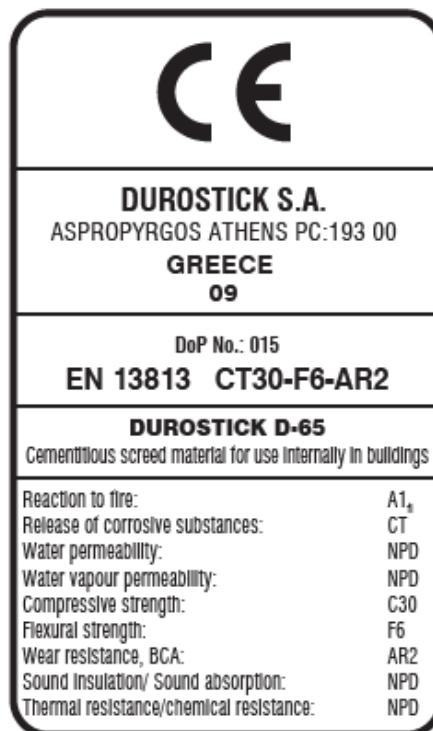 CE
DUROSTICK S.A.
ASPROPYRGOS ATHENS PC:193 00
GREECE
09
DoP No.: 015
EN 13813 CT30-F6-AR2
DUROSTICK D-65
Cementitious screed material for use internally in buildings
Reaction to fire: A1fl
Release of corrosive substances: CT
Water permeability: NPD
Water vapour permeability: NPD
Compressive strength: C30
Flexural strength: F6
Wear resistance, BCA: AR2
Sound insulation/ Sound absorption: NPD
Thermal resistance/chemical resistance: NPD